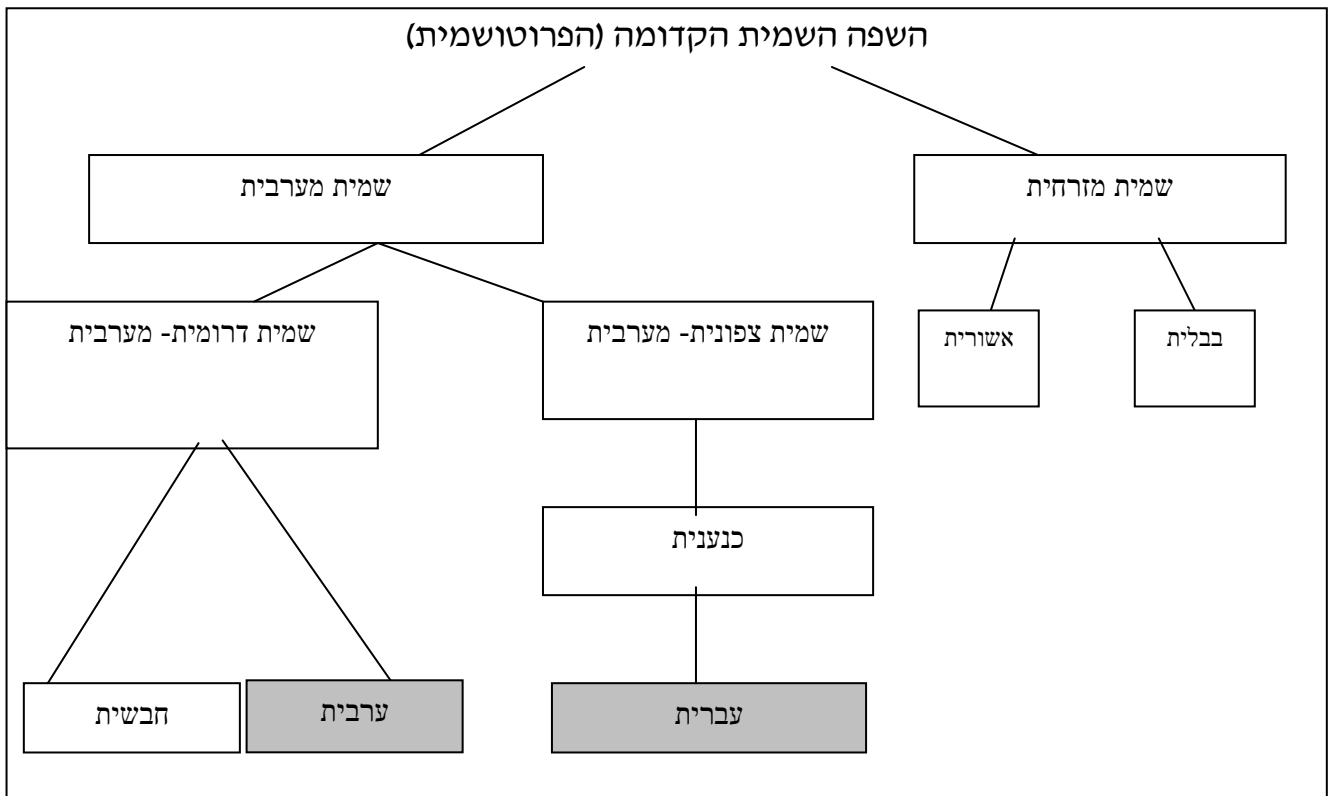 השפה השמית הקדומה (הפרוטושמית)
שמית מזרחית
שמית מערבית
בבלית
אשורית
שמית צפונית- מערבית
שמית דרומית- מערבית
כנענית
עברית
ערבית
חבשית